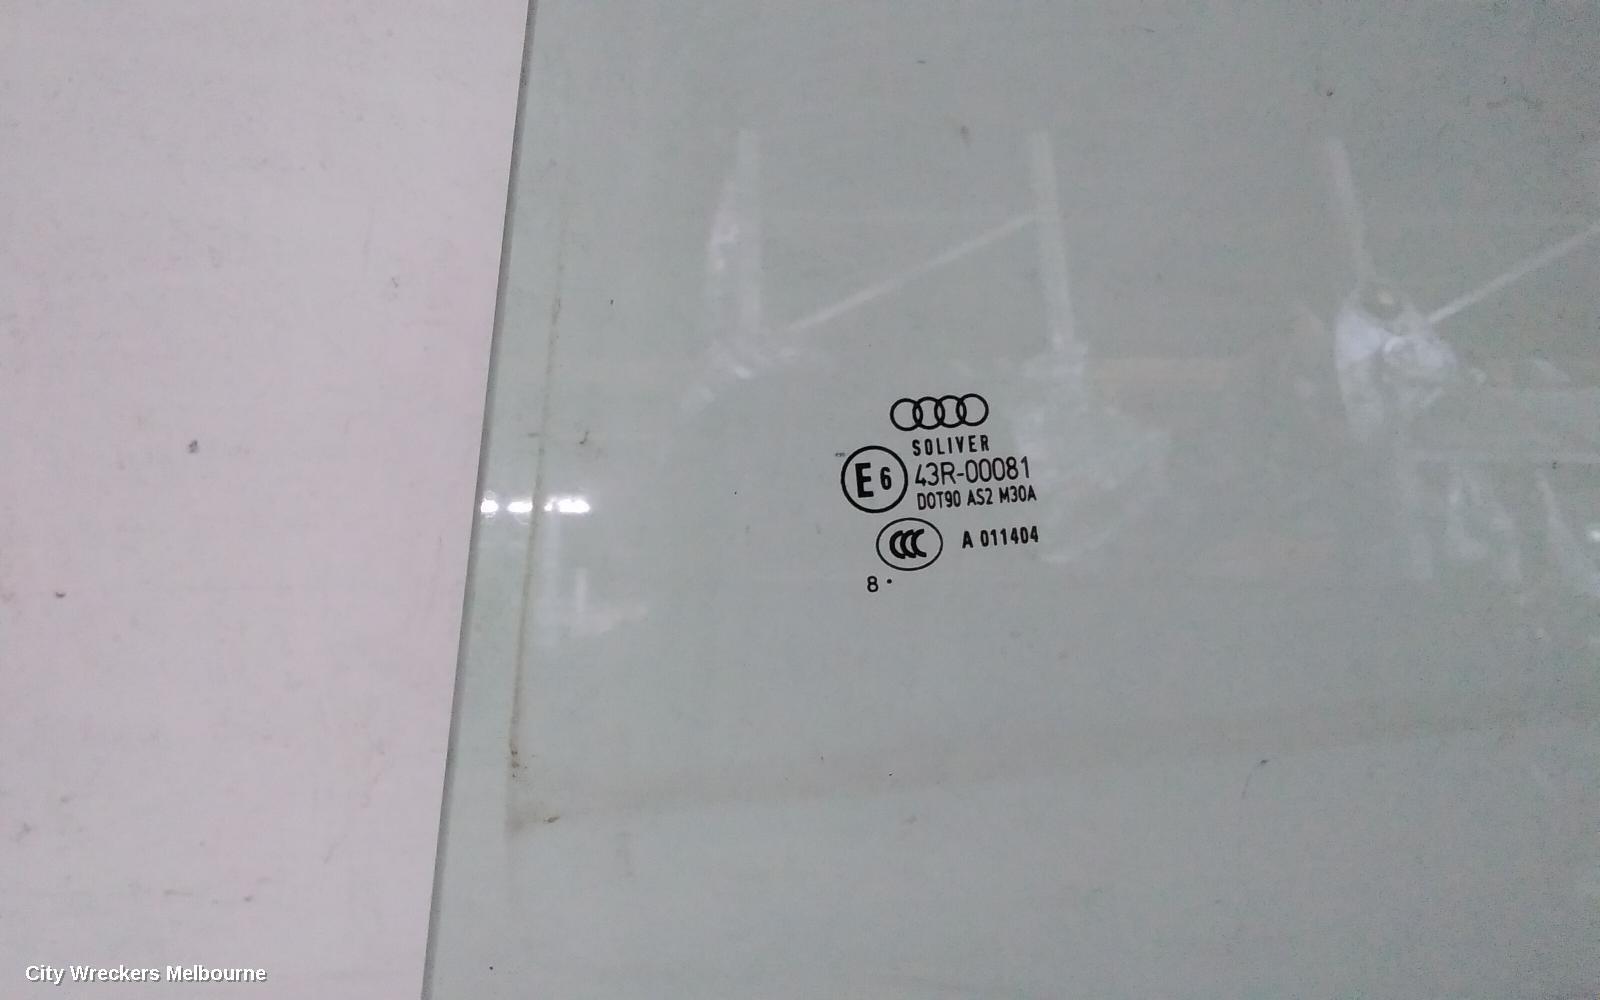 SOLIVER
E6 43R-00081
DOT90 AS2 M30A
CCC A 011404
8 •
City Wreckers Melbourne